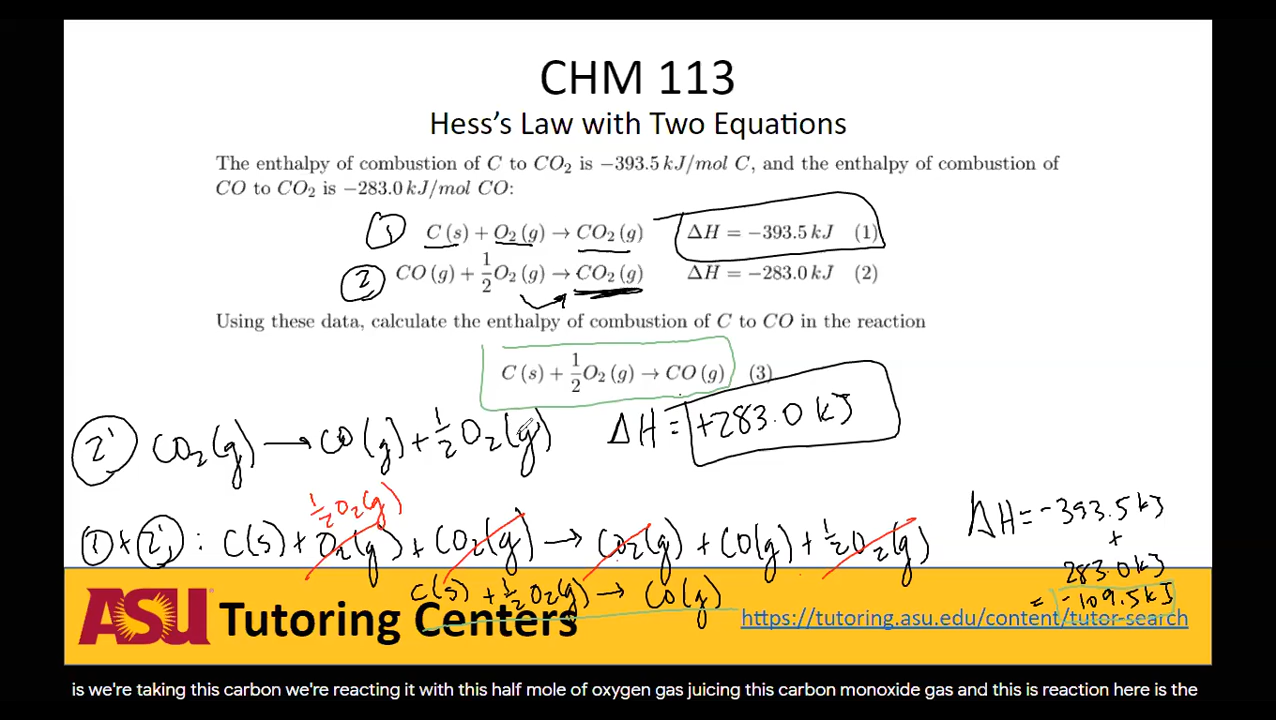 CHM 113
Hess's Law with Two Equations
The enthalpy of combustion of C to CO₂ is −393.5 kJ/mol C, and the enthalpy of combustion of
CO to CO₂ is −283.0 kJ/mol CO:
① C (s) + O₂ (g) → CO₂ (g) ΔH = −393.5 kJ (1)
② CO (g) + 1/2 O₂ (g) → CO₂ (g) ΔH = −283.0 kJ (2)
Using these data, calculate the enthalpy of combustion of C to CO in the reaction
C (s) + 1/2 O₂ (g) → CO (g) (3)
2' CO₂(g) → CO(g) + 1/2 O₂(g) ΔH = +283.0 kJ
1/2 O₂(g)
① + 2' : C(s) + O₂(g) + CO₂(g) → CO₂(g) + CO(g) + 1/2 O₂(g) ΔH = -393.5 kJ
+
283.0 kJ
C(s) + 1/2 O₂(g) → CO(g) = -109.5 kJ
ASU Tutoring Centers https://tutoring.asu.edu/content/tutor-search
is we're taking this carbon we're reacting it with this half mole of oxygen gas juicing this carbon monoxide gas and this is reaction here is the